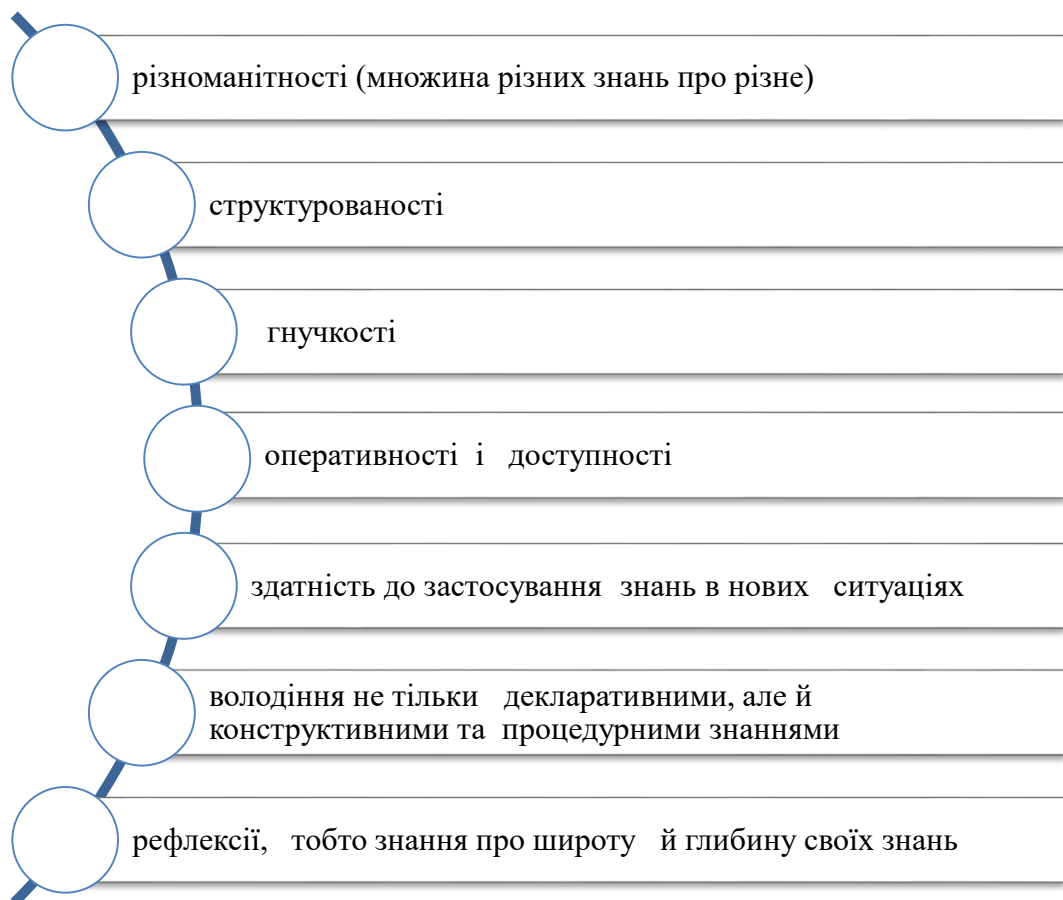 різноманітності (множина різних знань про різне)
структурованості
гнучкості
оперативності і доступності
здатність до застосування знань в нових ситуаціях
володіння не тільки декларативними, але й
конструктивними та процедурними знаннями
рефлексії, тобто знання про широту й глибину своїх знань